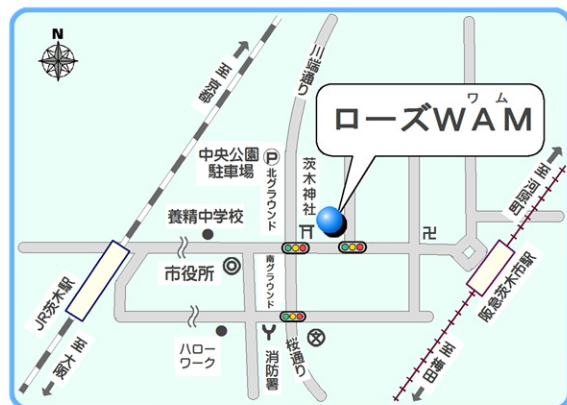 N
至京都
川端通り
ワム
ローズWAM
中央公園
駐車場
P
北グラウンド
茨木神社
至河原町
養精中学校
市役所
南グラウンド
JR茨木駅
阪急茨木市駅
ハロー
ワーク
消防署
桜通り
至大阪
至梅田